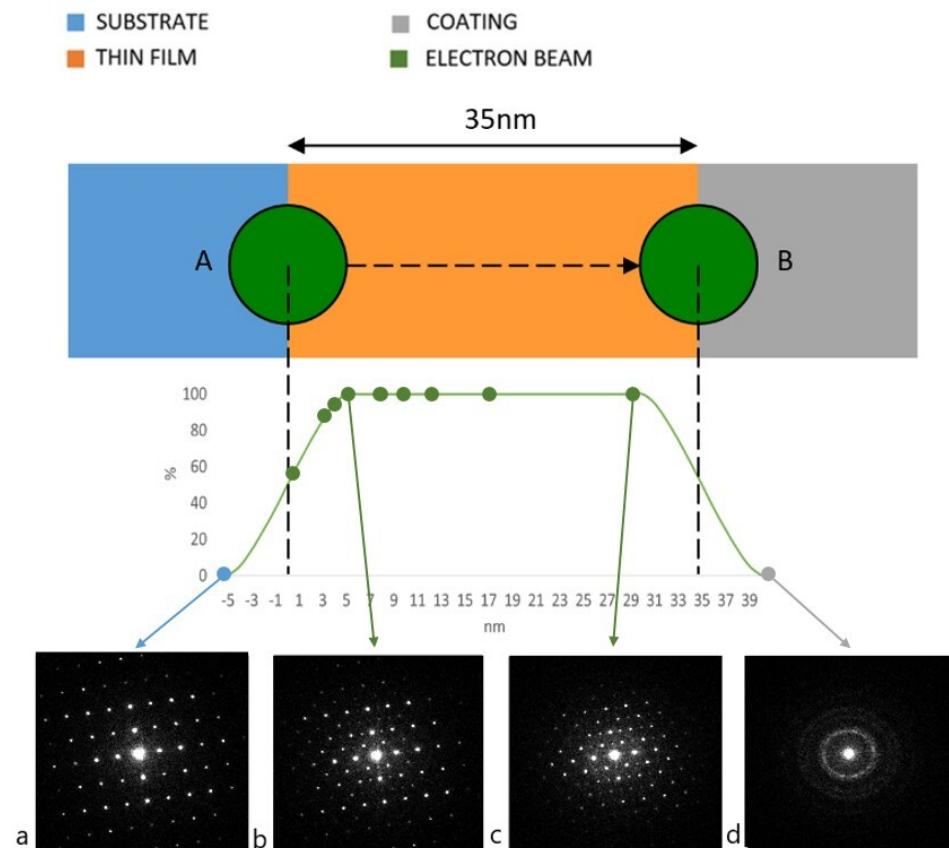 SUBSTRATE
COATING
THIN FILM
ELECTRON BEAM
35nm
A
B
100
80
60
40
20
0
%
-5 -3 -1 1 3 5 7 9 11 13 15 17 19 21 23 25 27 29 31 33 35 37 39
nm
a b c d